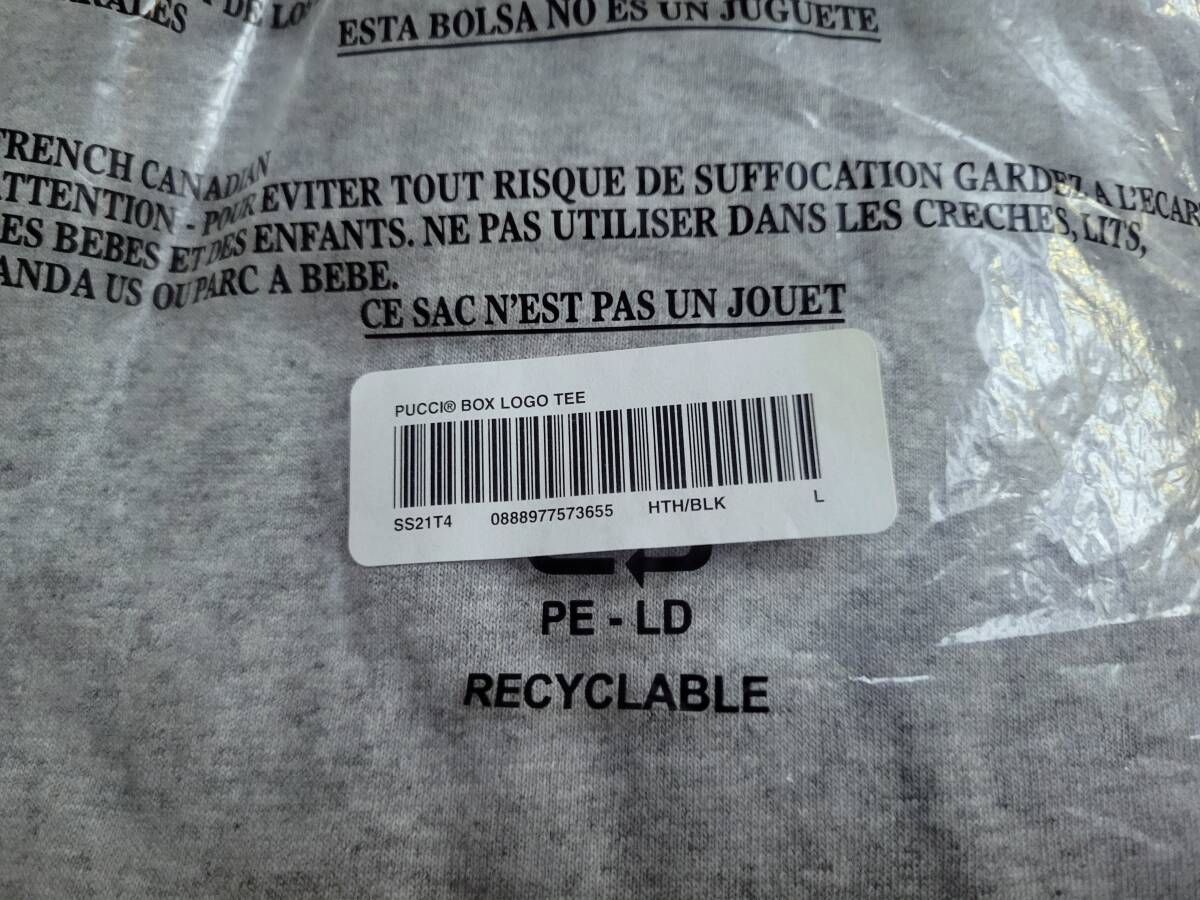 DE LO
ESTA BOLSA NO ES UN JUGUETE
FRENCH CANADIAN
ATTENTION - POUR EVITER TOUT RISQUE DE SUFFOCATION GARDEZ A L'ECAR
ES BEBES ET DES ENFANTS. NE PAS UTILISER DANS LES CRECHES, LITS,
ANDA US OU PARC A BEBE.
CE SAC N'EST PAS UN JOUET
PUCCI® BOX LOGO TEE
SS21T4 0888977573655 HTH/BLK L
PE - LD
RECYCLABLE